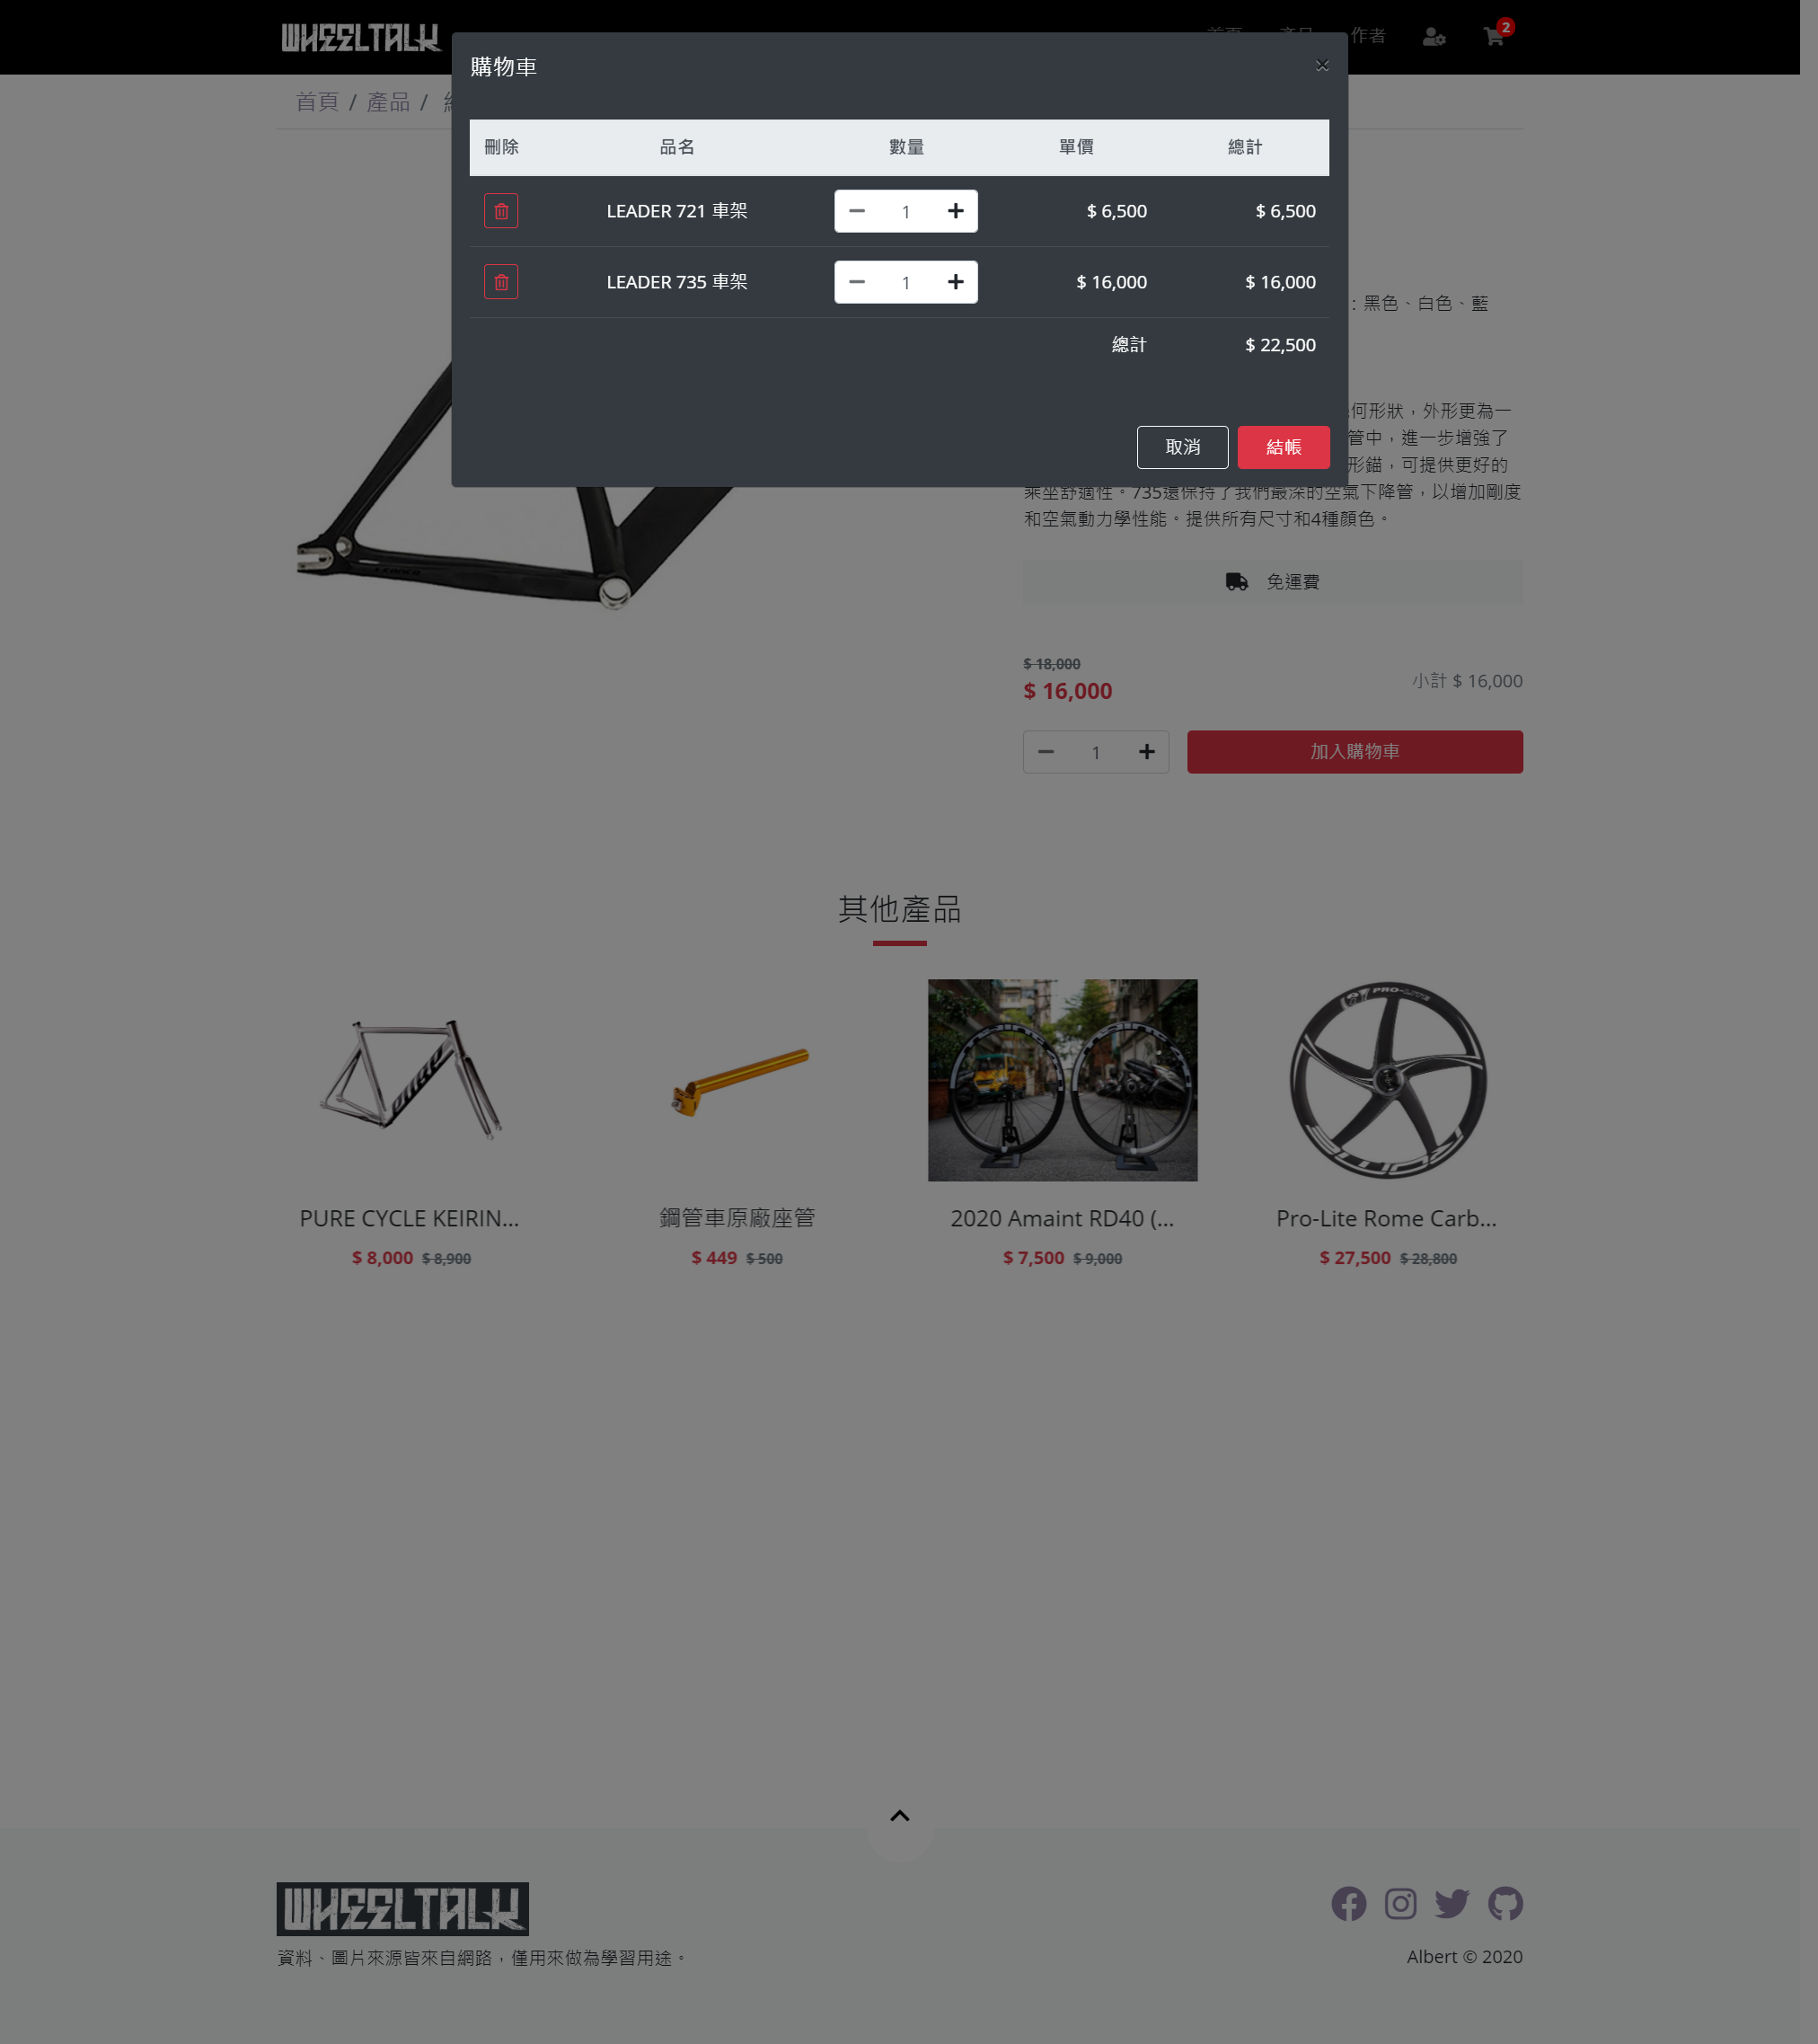 WHEELTALK
首頁 產品 作者
2
購物車
×
首頁 / 產品 /
刪除 品名 數量 單價 總計
LEADER 721 車架 1 $ 6,500 $ 6,500
LEADER 735 車架 1 $ 16,000 $ 16,000
總計 $ 22,500
取消 結帳
：黑色、白色、藍
何形狀，外形更為一
管中，進一步增強了
形錨，可提供更好的
乘坐舒適性。735還保持了我們最深的空氣下降管，以增加剛度
和空氣動力學性能。提供所有尺寸和4種顏色。
免運費
$ 18,000
$ 16,000
小計 $ 16,000
1
加入購物車
其他產品
PRO-LITE
PURE CYCLE KEIRIN...
$ 8,000 $ 8,900
鋼管車原廠座管
$ 449 $ 500
2020 Amaint RD40 (...
$ 7,500 $ 9,000
Pro-Lite Rome Carb...
$ 27,500 $ 28,800
WHEELTALK
資料、圖片來源皆來自網路，僅用來做為學習用途。
Albert © 2020